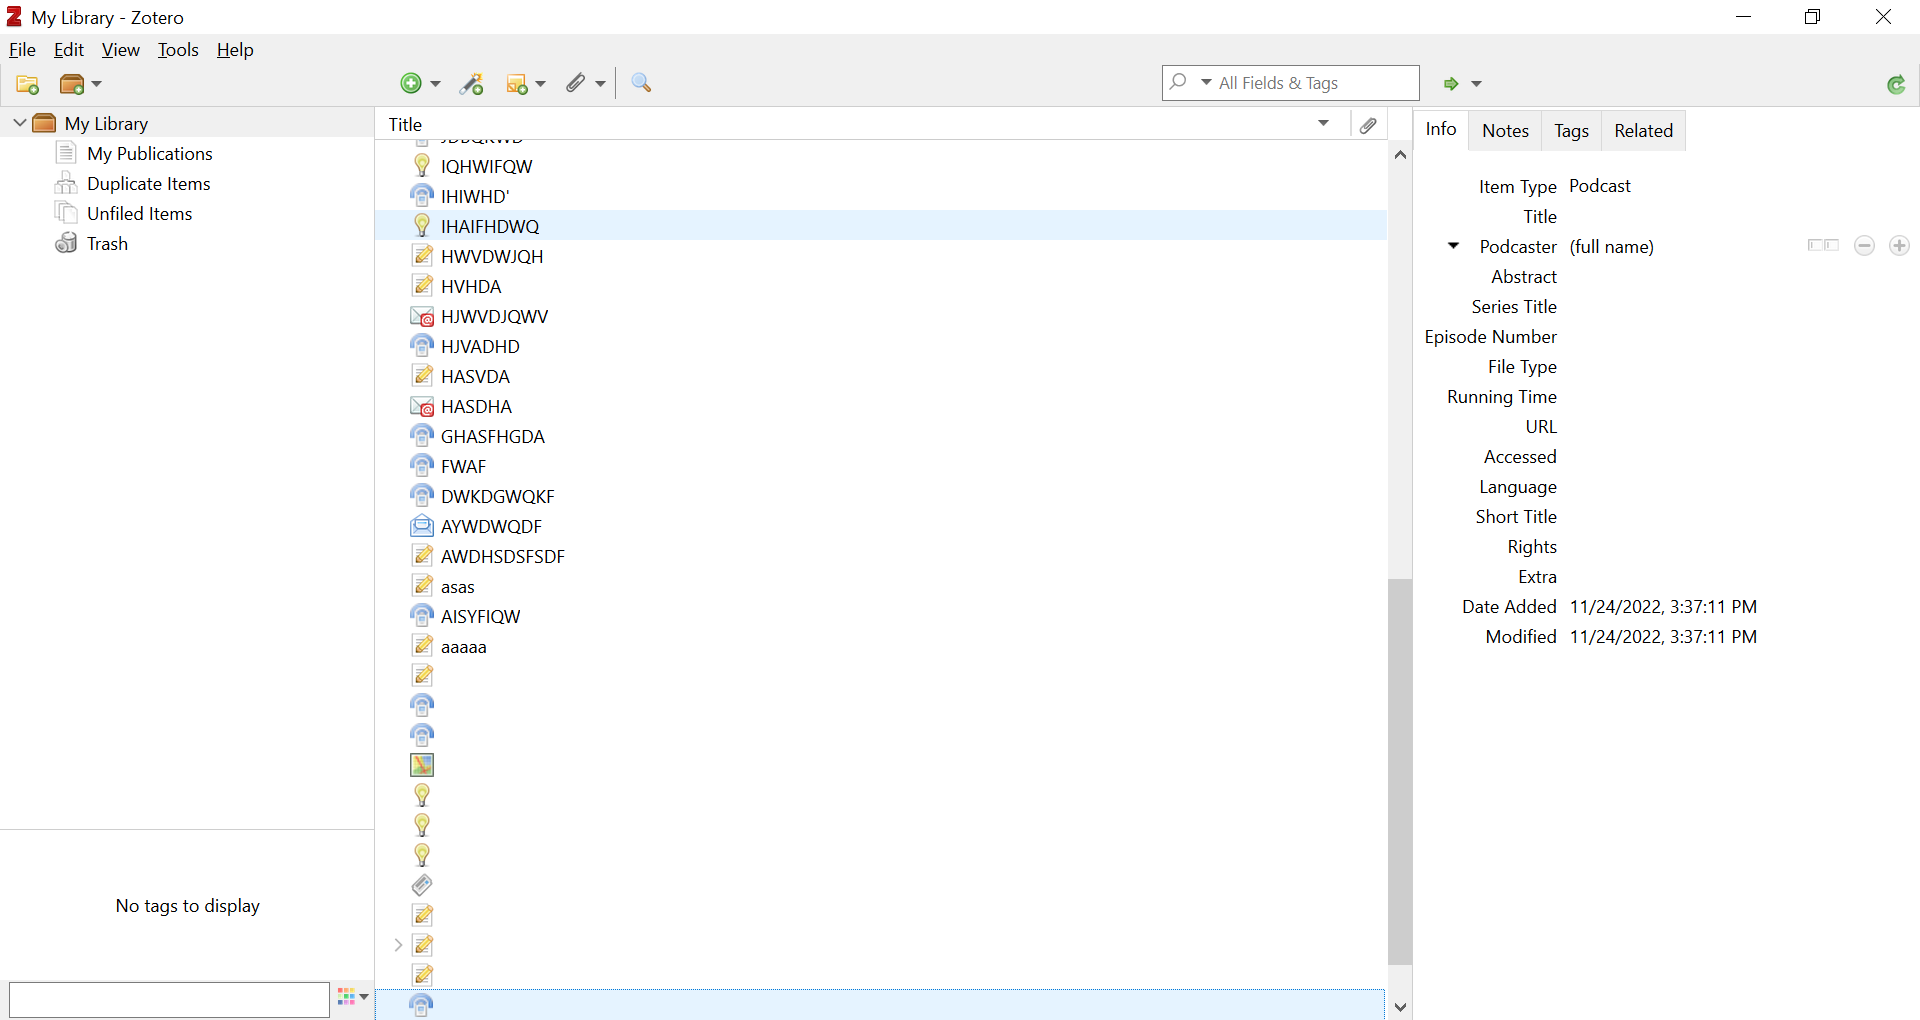 My Library - Zotero
File Edit View Tools Help
All Fields & Tags
My Library
My Publications
Duplicate Items
Unfiled Items
Trash
No tags to display
Title
IQHWIFQW
IHIWHD'
IHAIFHDWQ
HWVDWJQH
HVHDA
HJWVDJQWV
HJVADHD
HASVDA
HASDHA
GHASFHGDA
FWAF
DWKDGWQKF
AYWDWQDF
AWDHSDSFSDF
asas
AISYFIQW
aaaaa
Info Notes Tags Related
Item Type Podcast
Title
Podcaster (full name)
Abstract
Series Title
Episode Number
File Type
Running Time
URL
Accessed
Language
Short Title
Rights
Extra
Date Added 11/24/2022, 3:37:11 PM
Modified 11/24/2022, 3:37:11 PM